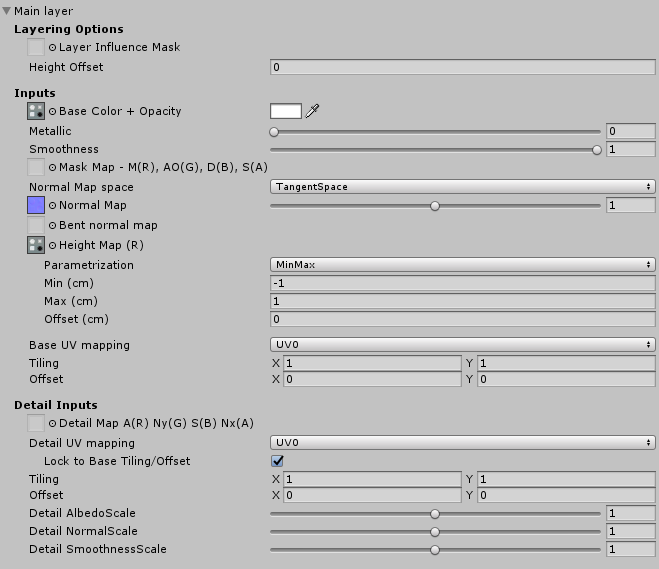 Main layer
Layering Options
Layer Influence Mask
Height Offset 0
Inputs
Base Color + Opacity
Metallic 0
Smoothness 1
Mask Map - M(R), AO(G), D(B), S(A)
Normal Map space TangentSpace
Normal Map 1
Bent normal map
Height Map (R)
Parametrization MinMax
Min (cm) -1
Max (cm) 1
Offset (cm) 0
Base UV mapping UV0
Tiling X 1 Y 1
Offset X 0 Y 0
Detail Inputs
Detail Map A(R) Ny(G) S(B) Nx(A)
Detail UV mapping UV0
Lock to Base Tiling/Offset
Tiling X 1 Y 1
Offset X 0 Y 0
Detail AlbedoScale 1
Detail NormalScale 1
Detail SmoothnessScale 1